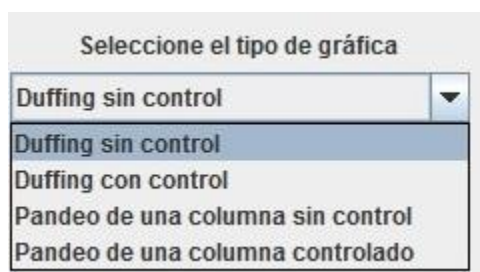 Seleccione el tipo de gráfica
Duffing sin control
Duffing sin control
Duffing con control
Pandeo de una columna sin control
Pandeo de una columna controlado